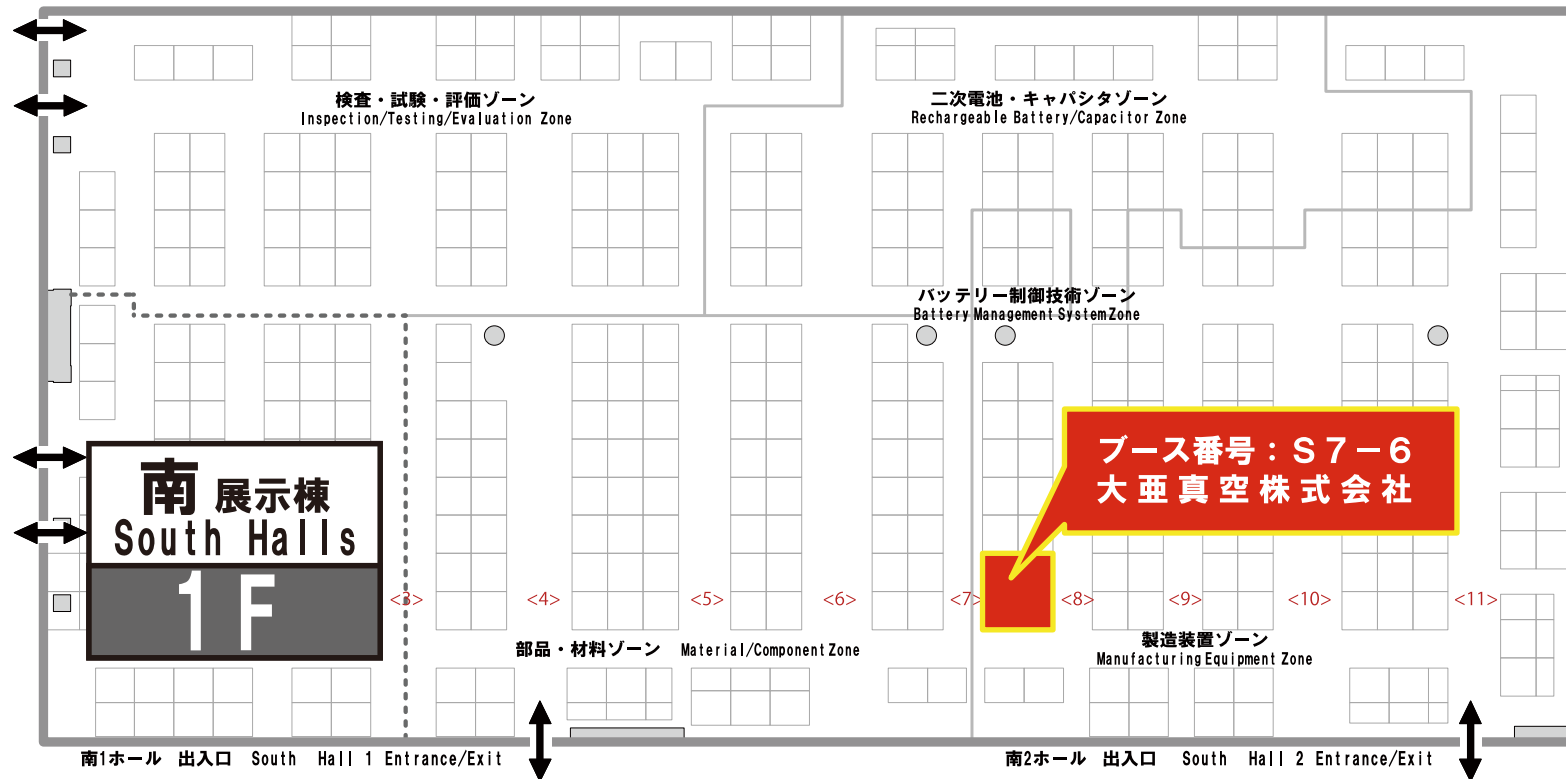 検査・試験・評価ゾーン
Inspection/Testing/Evaluation Zone
二次電池・キャパシタゾーン
Rechargeable Battery/Capacitor Zone
バッテリー制御技術ゾーン
Battery Management System Zone
ブース番号：S7-6
大亜真空株式会社
南 展示棟
South Halls
1F
<3>
<4>
<5>
<6>
<7>
<8>
<9>
<10>
<11>
部品・材料ゾーン Material/Component Zone
製造装置ゾーン
Manufacturing Equipment Zone
南1ホール 出入口 South Hall 1 Entrance/Exit
南2ホール 出入口 South Hall 2 Entrance/Exit